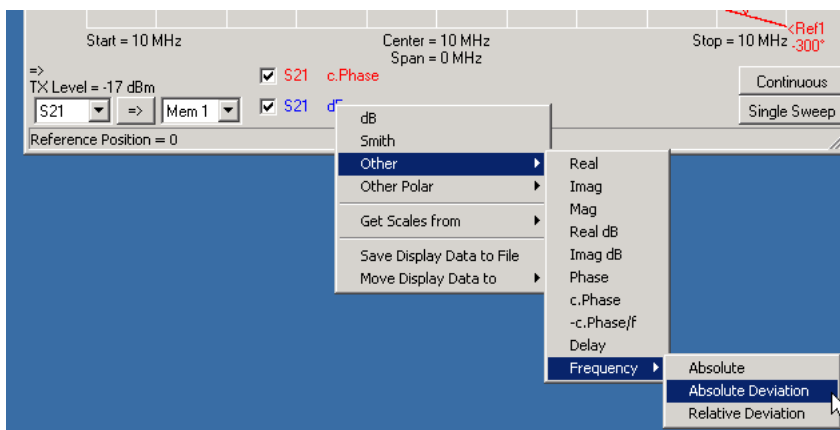 <Ref1
Start = 10 MHz Center = 10 MHz Stop = 10 MHz -300°
Span = 0 MHz
=>
TX Level = -17 dBm
S21 c.Phase
Continuous
S21 => Mem 1
S21
Single Sweep
Reference Position = 0
dB
Smith
Other
Other Polar
Get Scales from
Save Display Data to File
Move Display Data to
Real
Imag
Mag
Real dB
Imag dB
Phase
c.Phase
-c.Phase/f
Delay
Frequency
Absolute
Absolute Deviation
Relative Deviation